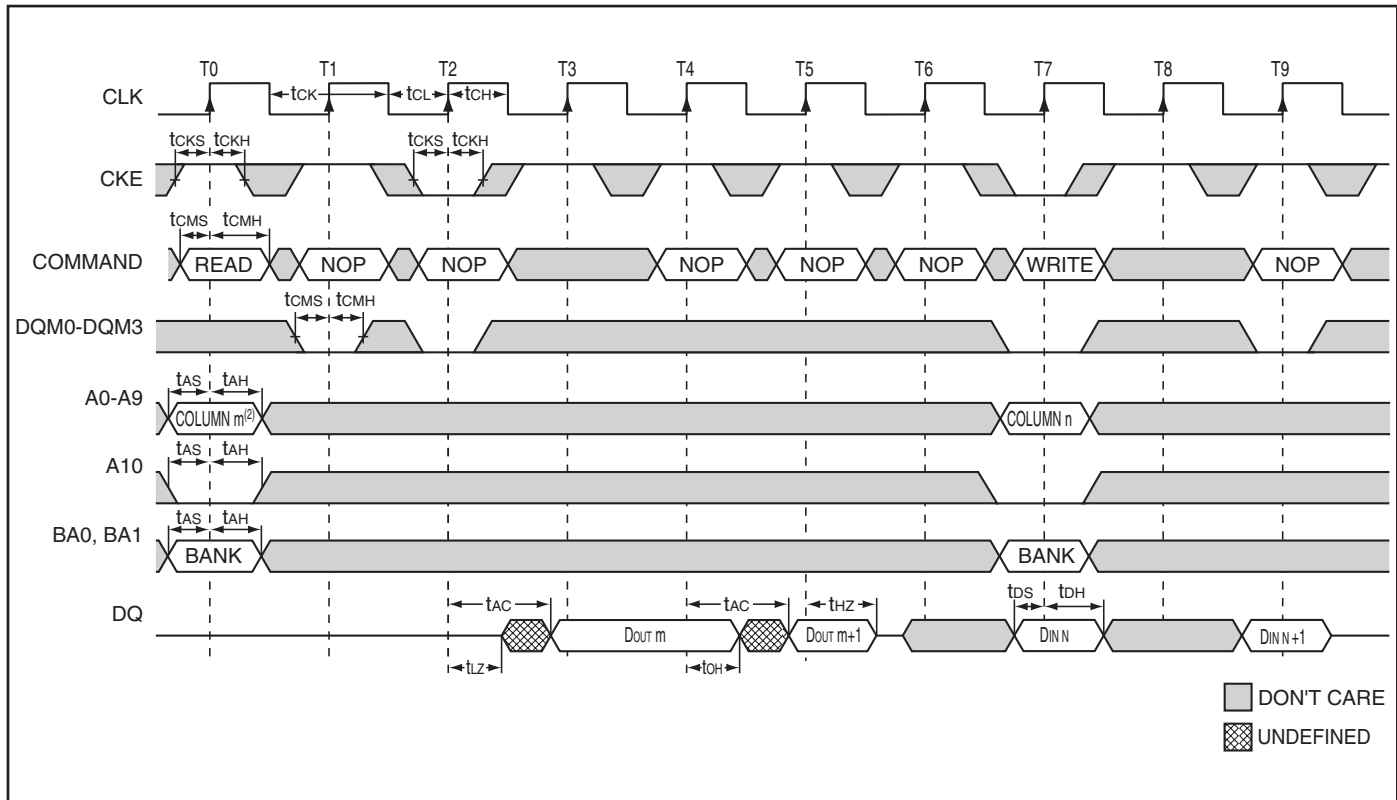 T0 T1 T2 T3 T4 T5 T6 T7 T8 T9
CLK tCK tCL tCH
tCKS tCKH tCKS tCKH
CKE
tCMS tCMH
COMMAND READ NOP NOP NOP NOP NOP WRITE NOP
tCMS tCMH
DQM0-DQM3
tAS tAH
A0-A9 COLUMN m(2) COLUMN n
tAS tAH
A10
tAS tAH
BA0, BA1 BANK BANK
tAC tAC tHZ tDS tDH
DQ DOUT m DOUT m+1 DIN N DIN N+1
tLZ tOH
DON'T CARE
UNDEFINED